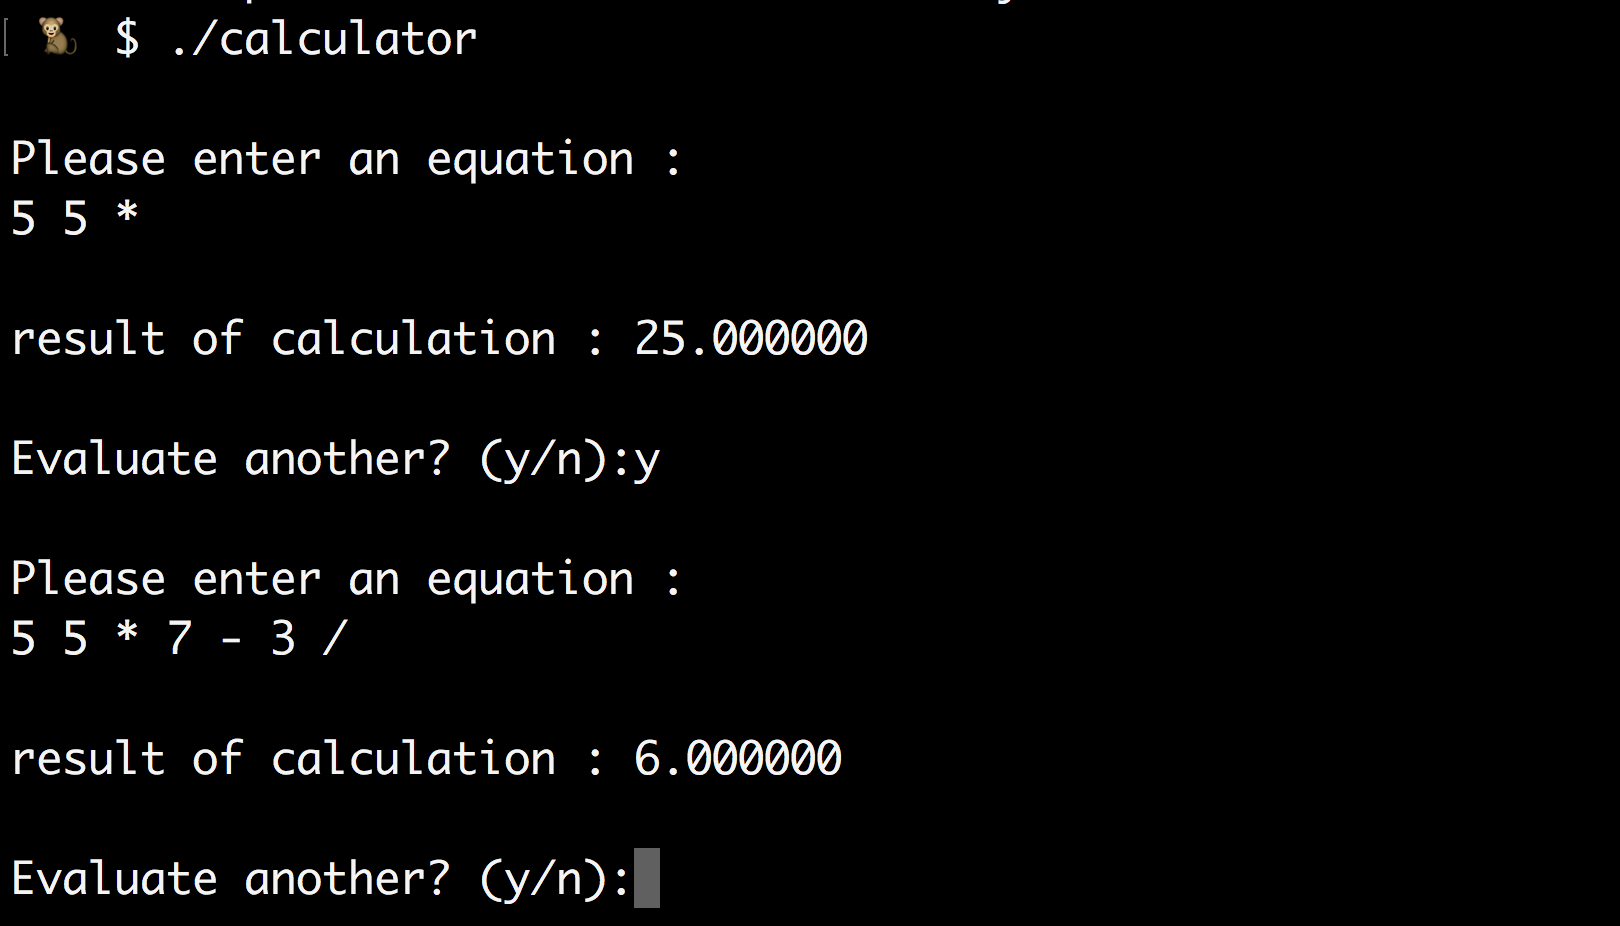 $ ./calculator
Please enter an equation :
5 5 *
result of calculation : 25.000000
Evaluate another? (y/n):y
Please enter an equation :
5 5 * 7 - 3 /
result of calculation : 6.000000
Evaluate another? (y/n):